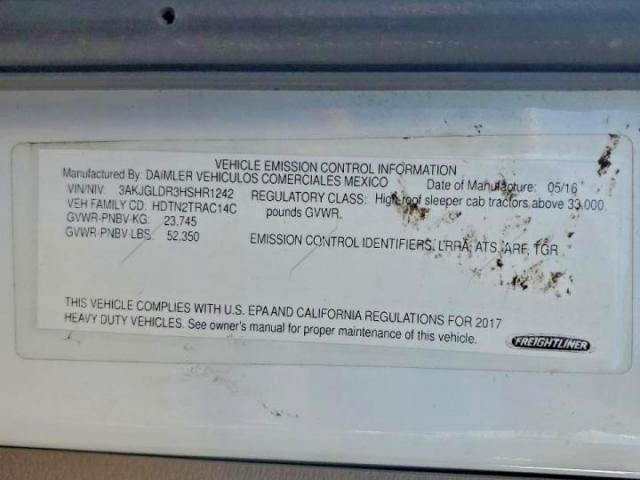 VEHICLE EMISSION CONTROL INFORMATION
Manufactured By: DAIMLER VEHICULOS COMERCIALES MEXICO Date of Manufacture: 05/16
VIN/NIV: 3AKJGLDR3HSHR1242 REGULATORY CLASS: High-roof sleeper cab tractors above 33,000
VEH FAMILY CD: HDTN2TRAC14C pounds GVWR.
GVWR-PNBV-KG: 23,745
GVWR-PNBV-LBS: 52,350 EMISSION CONTROL IDENTIFIERS, LRRA, ATS, ARF, TGR
THIS VEHICLE COMPLIES WITH U.S. EPA AND CALIFORNIA REGULATIONS FOR 2017
HEAVY DUTY VEHICLES. See owner's manual for proper maintenance of this vehicle.
FREIGHTLINER